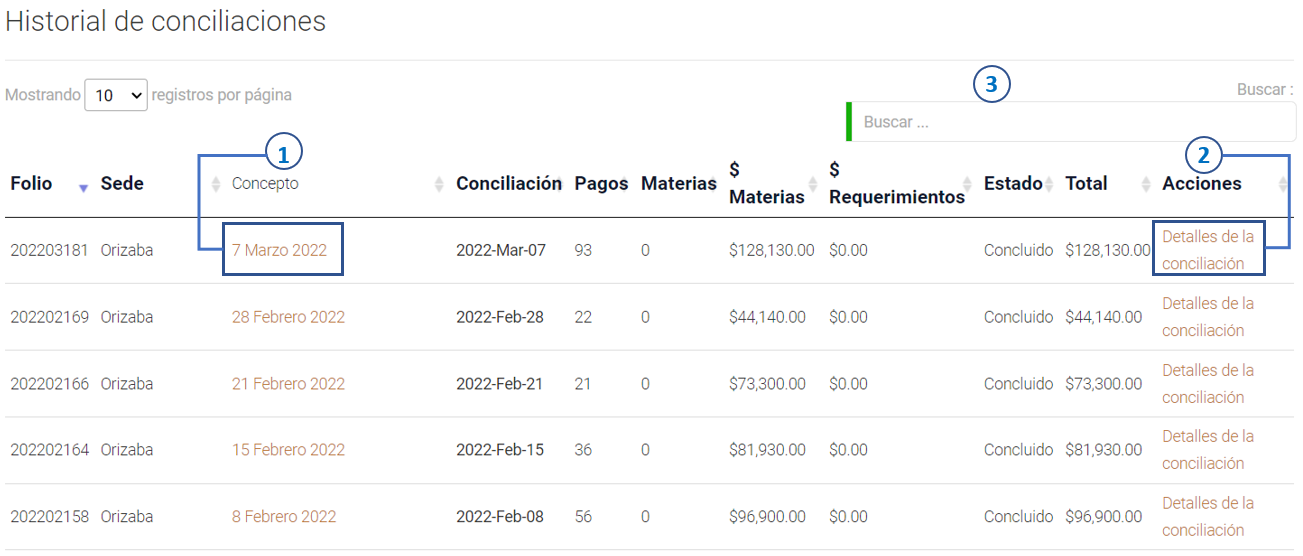 Historial de conciliaciones
Mostrando 10 registros por página
3
Buscar :
Buscar ...
1
2
Folio Sede Concepto Conciliación Pagos Materias $ Materias $ Requerimientos Estado Total Acciones
202203181 Orizaba 7 Marzo 2022 2022-Mar-07 93 0 $128,130.00 $0.00 Concluido $128,130.00 Detalles de la conciliación
202202169 Orizaba 28 Febrero 2022 2022-Feb-28 22 0 $44,140.00 $0.00 Concluido $44,140.00 Detalles de la conciliación
202202166 Orizaba 21 Febrero 2022 2022-Feb-21 21 0 $73,300.00 $0.00 Concluido $73,300.00 Detalles de la conciliación
202202164 Orizaba 15 Febrero 2022 2022-Feb-15 36 0 $81,930.00 $0.00 Concluido $81,930.00 Detalles de la conciliación
202202158 Orizaba 8 Febrero 2022 2022-Feb-08 56 0 $96,900.00 $0.00 Concluido $96,900.00 Detalles de la conciliación